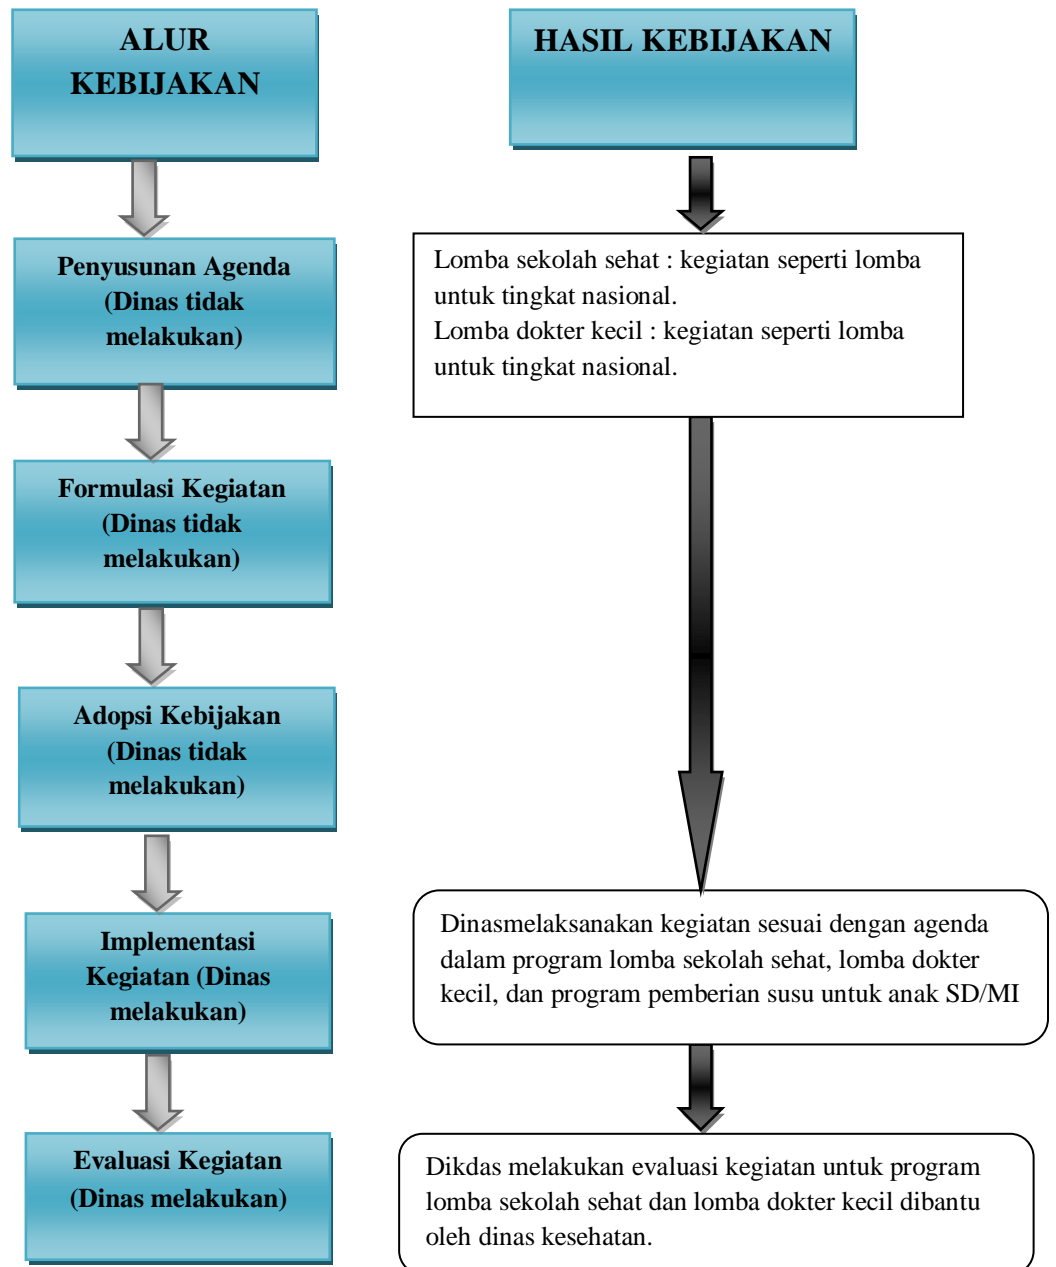 ALUR
KEBIJAKAN
Penyusunan Agenda
(Dinas tidak
melakukan)
Formulasi Kegiatan
(Dinas tidak
melakukan)
Adopsi Kebijakan
(Dinas tidak
melakukan)
Implementasi
Kegiatan (Dinas
melakukan)
Evaluasi Kegiatan
(Dinas melakukan)
HASIL KEBIJAKAN
Lomba sekolah sehat : kegiatan seperti lomba
untuk tingkat nasional.
Lomba dokter kecil : kegiatan seperti lomba
untuk tingkat nasional.
Dinasmelaksanakan kegiatan sesuai dengan agenda
dalam program lomba sekolah sehat, lomba dokter
kecil, dan program pemberian susu untuk anak SD/MI
Dikdas melakukan evaluasi kegiatan untuk program
lomba sekolah sehat dan lomba dokter kecil dibantu
oleh dinas kesehatan.